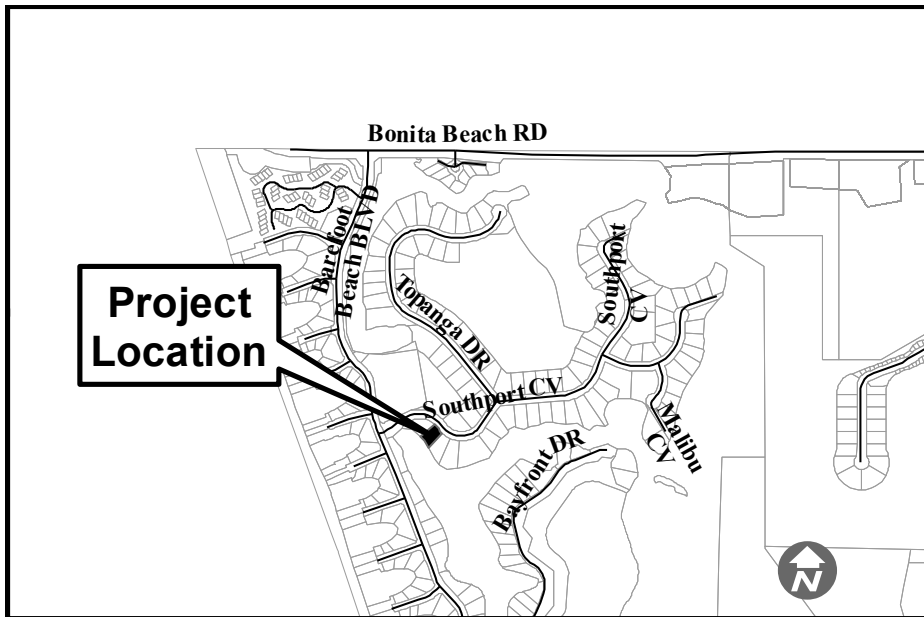 Bonita Beach RD
Barefoot
Beach BLVD
Southport
CV
Project
Location
Topanga DR
Southport CV
Malibu
CV
Bayfront DR
N